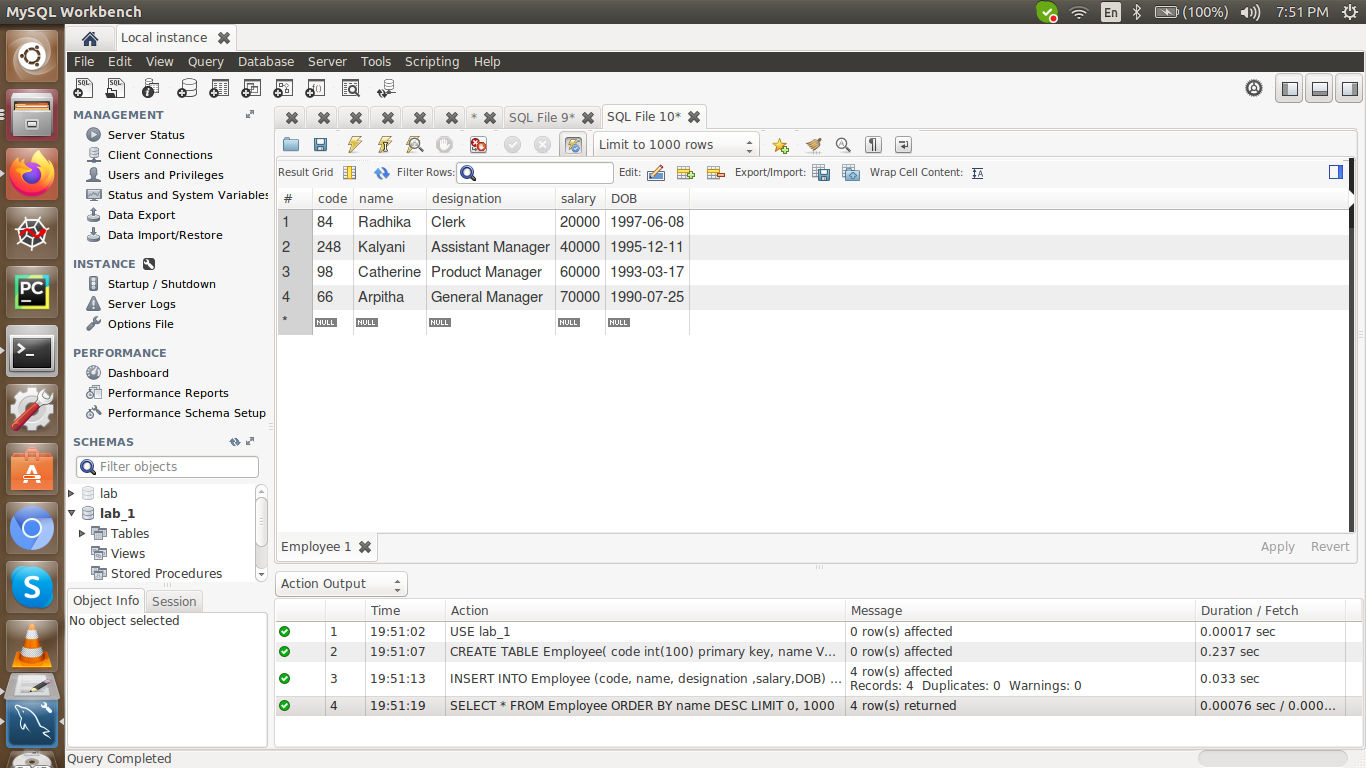 MySQL Workbench
En
(100%)
7:51 PM
Local instance
File Edit View Query Database Server Tools Scripting Help
MANAGEMENT
Server Status
Client Connections
Users and Privileges
Status and System Variables
Data Export
Data Import/Restore
INSTANCE
Startup / Shutdown
Server Logs
Options File
PERFORMANCE
Dashboard
Performance Reports
Performance Schema Setup
SCHEMAS
Filter objects
lab
lab_1
Tables
Views
Stored Procedures
Object Info Session
No object selected
* SQL File 9* SQL File 10*
Limit to 1000 rows
Result Grid Filter Rows: Edit: Export/Import: Wrap Cell Content:
# code name designation salary DOB
1 84 Radhika Clerk 20000 1997-06-08
2 248 Kalyani Assistant Manager 40000 1995-12-11
3 98 Catherine Product Manager 60000 1993-03-17
4 66 Arpitha General Manager 70000 1990-07-25
* NULL NULL NULL NULL NULL
Employee 1 Apply Revert
Action Output
Time Action Message Duration / Fetch
1 19:51:02 USE lab_1 0 row(s) affected 0.00017 sec
2 19:51:07 CREATE TABLE Employee( code int(100) primary key, name V... 0 row(s) affected 0.237 sec
3 19:51:13 INSERT INTO Employee (code, name, designation ,salary,DOB) ... 4 row(s) affected 0.033 sec
Records: 4 Duplicates: 0 Warnings: 0
4 19:51:19 SELECT * FROM Employee ORDER BY name DESC LIMIT 0, 1000 4 row(s) returned 0.00076 sec / 0.000...
Query Completed